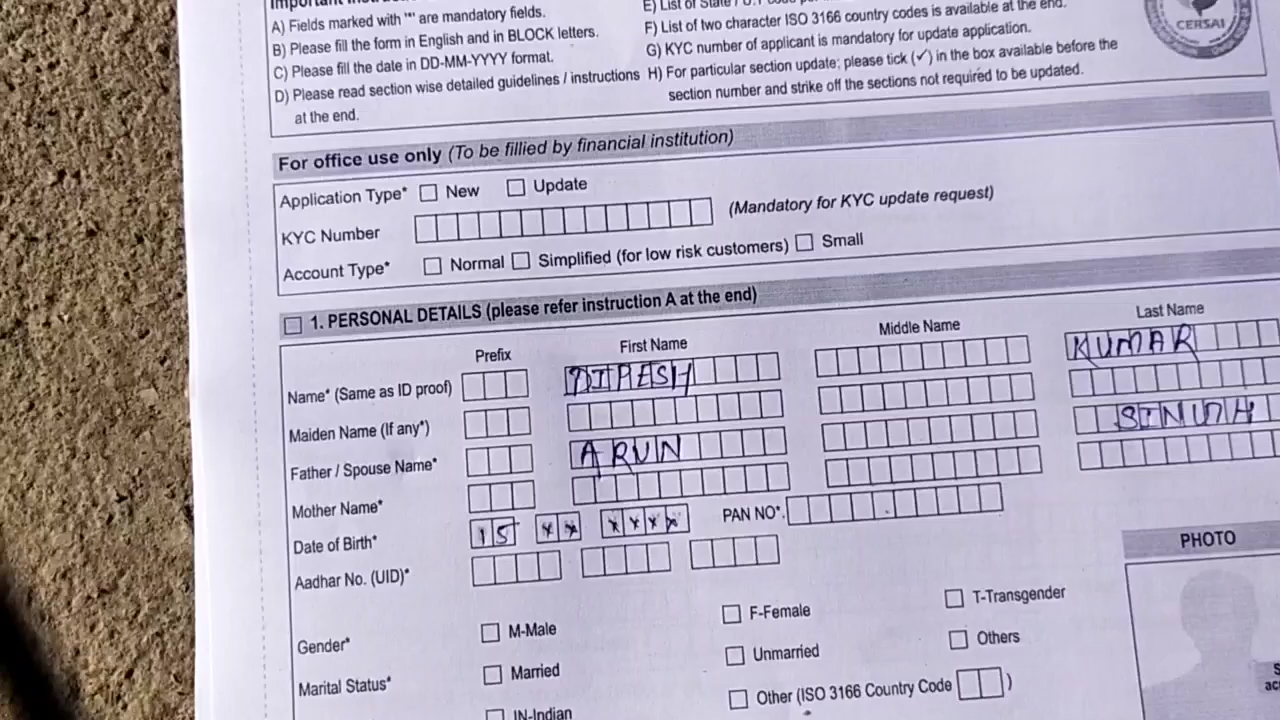 A) Fields marked with '*' are mandatory fields.
B) Please fill the form in English and in BLOCK letters.
C) Please fill the date in DD-MM-YYYY format.
D) Please read section wise detailed guidelines / instructions
at the end.
F) List of two character ISO 3166 country codes is available at the end.
G) KYC number of applicant is mandatory for update application.
H) For particular section update; please tick (✓) in the box available before the
section number and strike off the sections not required to be updated.
CERSAI
For office use only (To be fillied by financial institution)
Application Type* New Update
KYC Number (Mandatory for KYC update request)
Account Type* Normal Simplified (for low risk customers) Small
1. PERSONAL DETAILS (please refer instruction A at the end)
Prefix First Name Middle Name Last Name
Name* (Same as ID proof) DIPESH KUMAR
Maiden Name (If any*)
Father / Spouse Name* ARVIN
Mother Name*
Date of Birth* 15 ** **** PAN NO*.
Aadhar No. (UID)*
PHOTO
Gender* M-Male F-Female T-Transgender
Marital Status* Married Unmarried Others
IN-Indian Other (ISO 3166 Country Code )